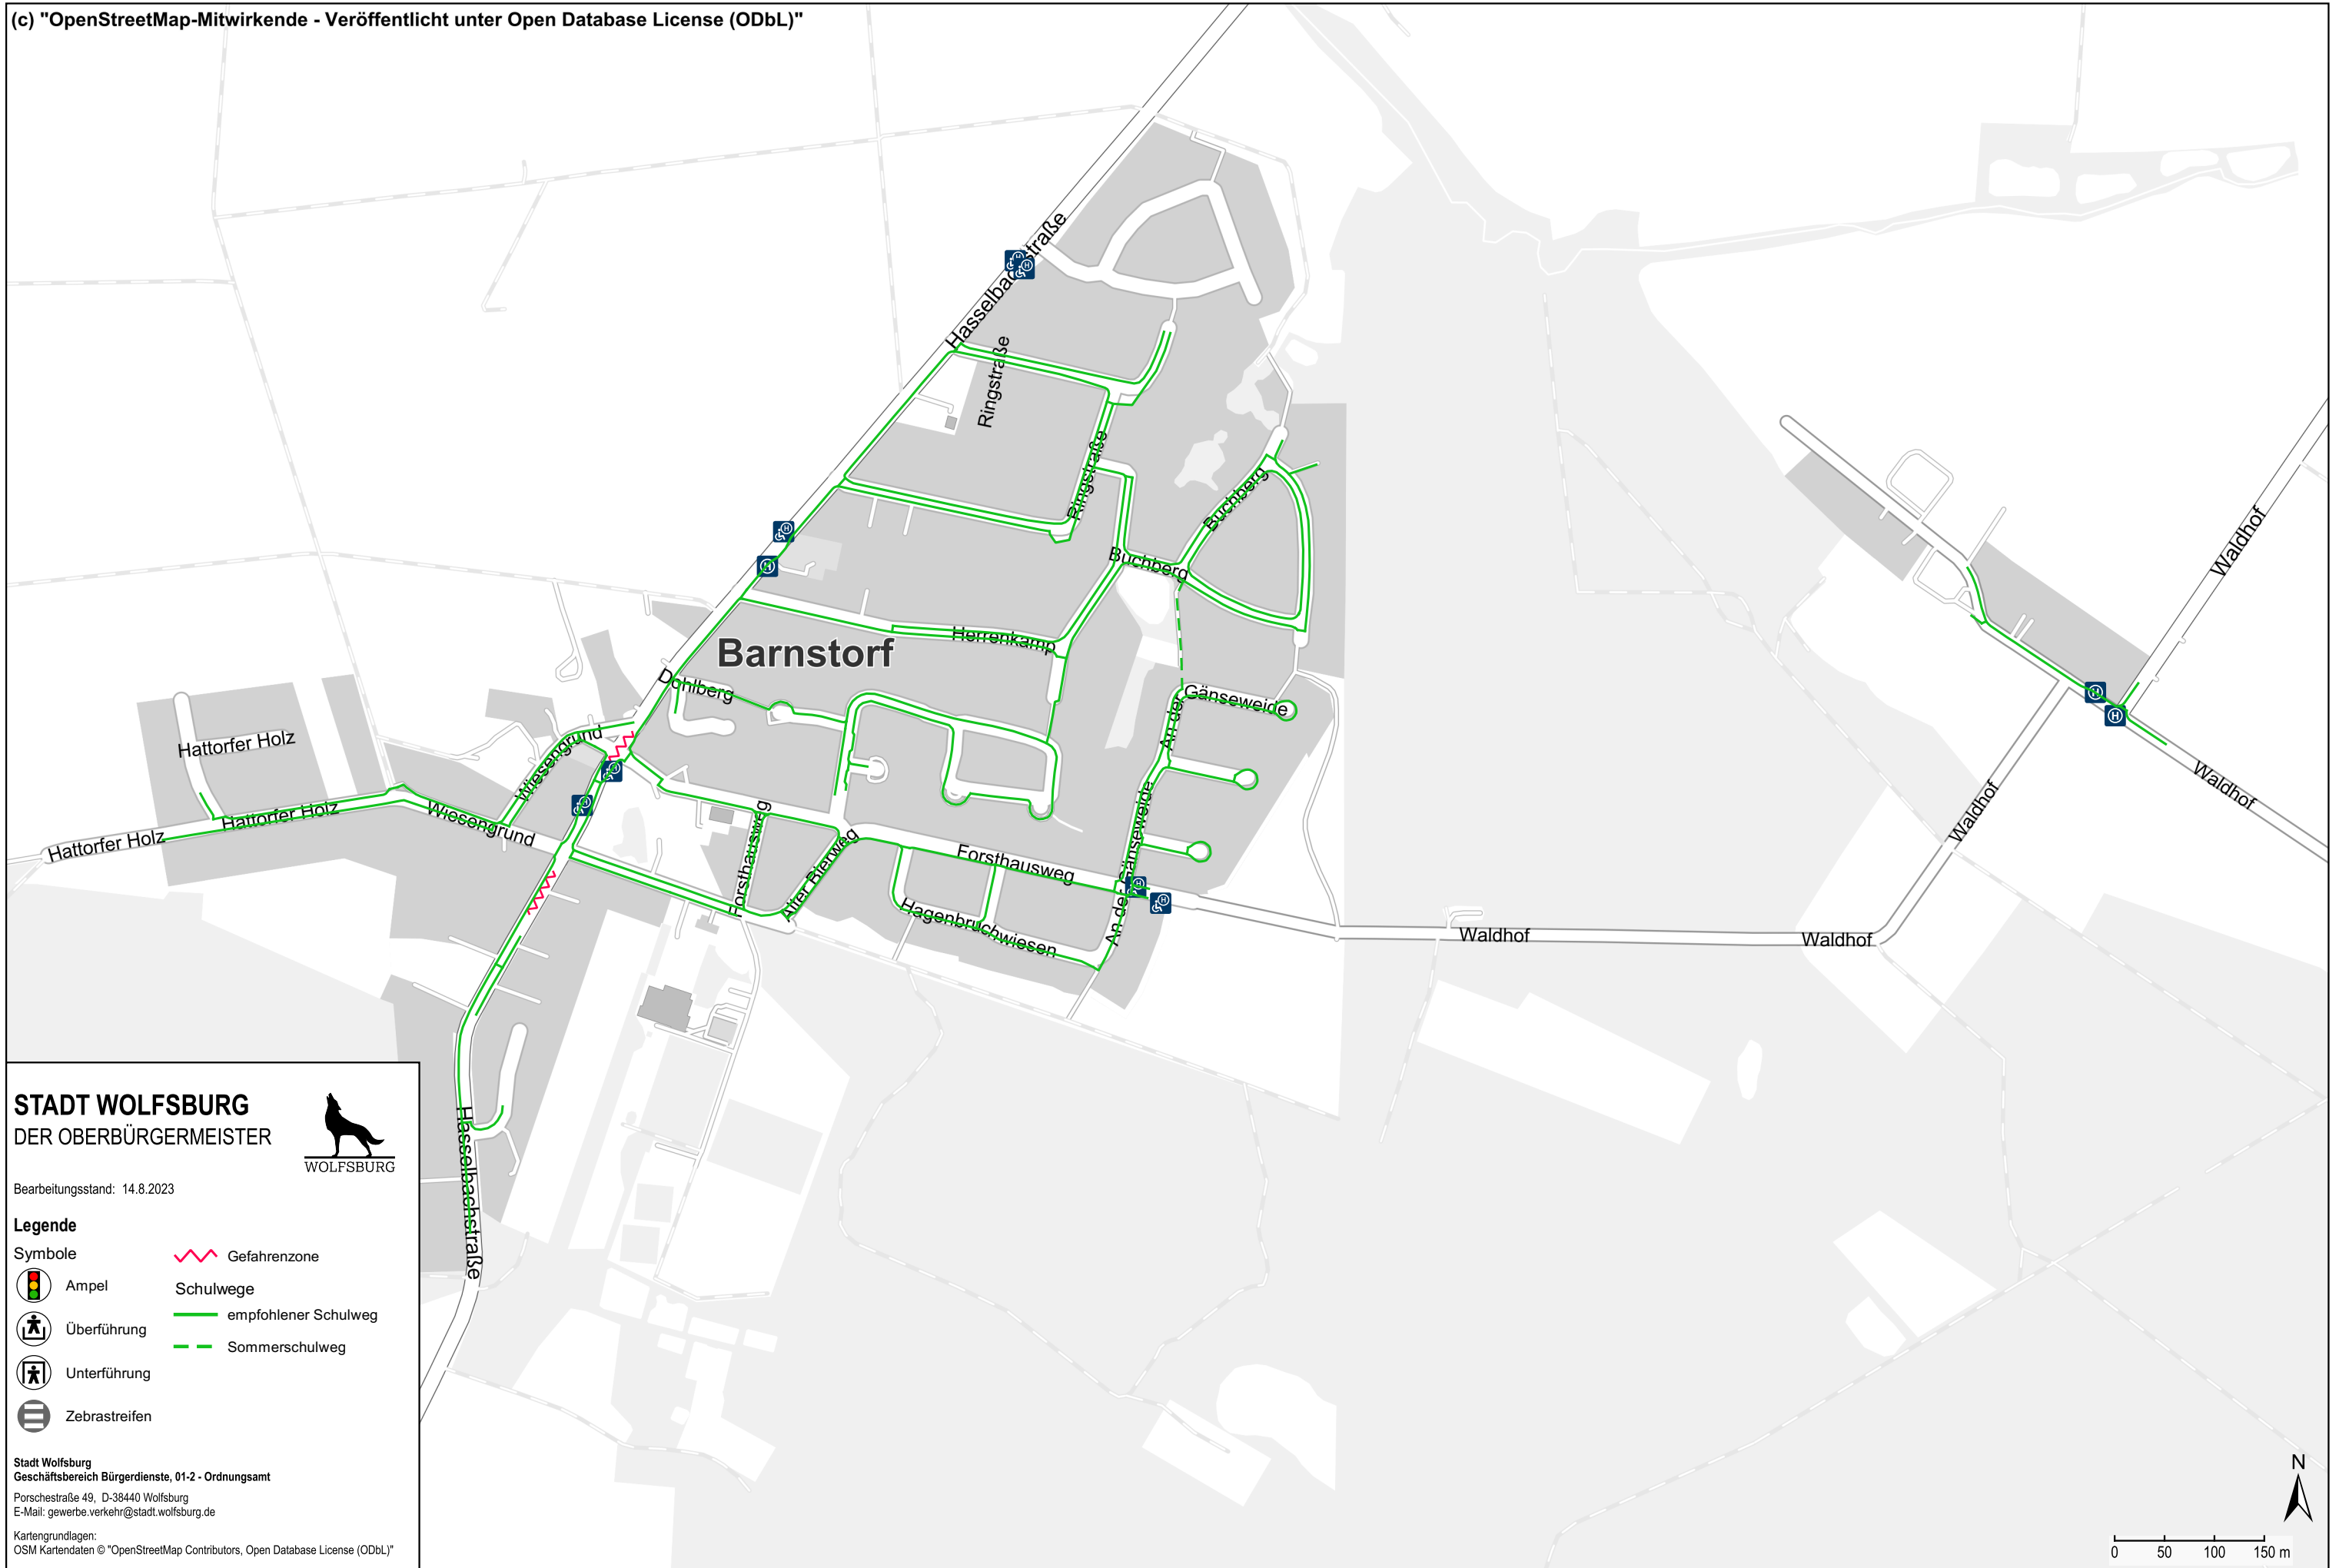 (c) "OpenStreetMap-Mitwirkende - Veröffentlicht unter Open Database License (ODbL)"
Hasselbachstraße
Ringstraße
Ringstraße
Buchberg
Buchberg
Waldhof
Herrenkamp
Barnstorf
Dohlberg
Gänseweide
An der
Gänseweide
Hattorfer Holz
Wiesengrund
Hattorfer Holz
Wiesengrund
Hattorfer Holz
Forsthausweg
Alter Bierweg
Forsthausweg
Hagenbruchwiesen
An der
Waldhof
Waldhof
Waldhof
Waldhof
Hasselbachstraße
STADT WOLFSBURG
DER OBERBÜRGERMEISTER
WOLFSBURG
Bearbeitungsstand: 14.8.2023
Legende
Symbole
Gefahrenzone
Ampel
Schulwege
empfohlener Schulweg
Überführung
Sommerschulweg
Unterführung
Zebrastreifen
Stadt Wolfsburg
Geschäftsbereich Bürgerdienste, 01-2 - Ordnungsamt
Porschestraße 49, D-38440 Wolfsburg
E-Mail: gewerbe.verkehr@stadt.wolfsburg.de
Kartengrundlagen:
OSM Kartendaten © "OpenStreetMap Contributors, Open Database License (ODbL)"
N
0 50 100 150 m